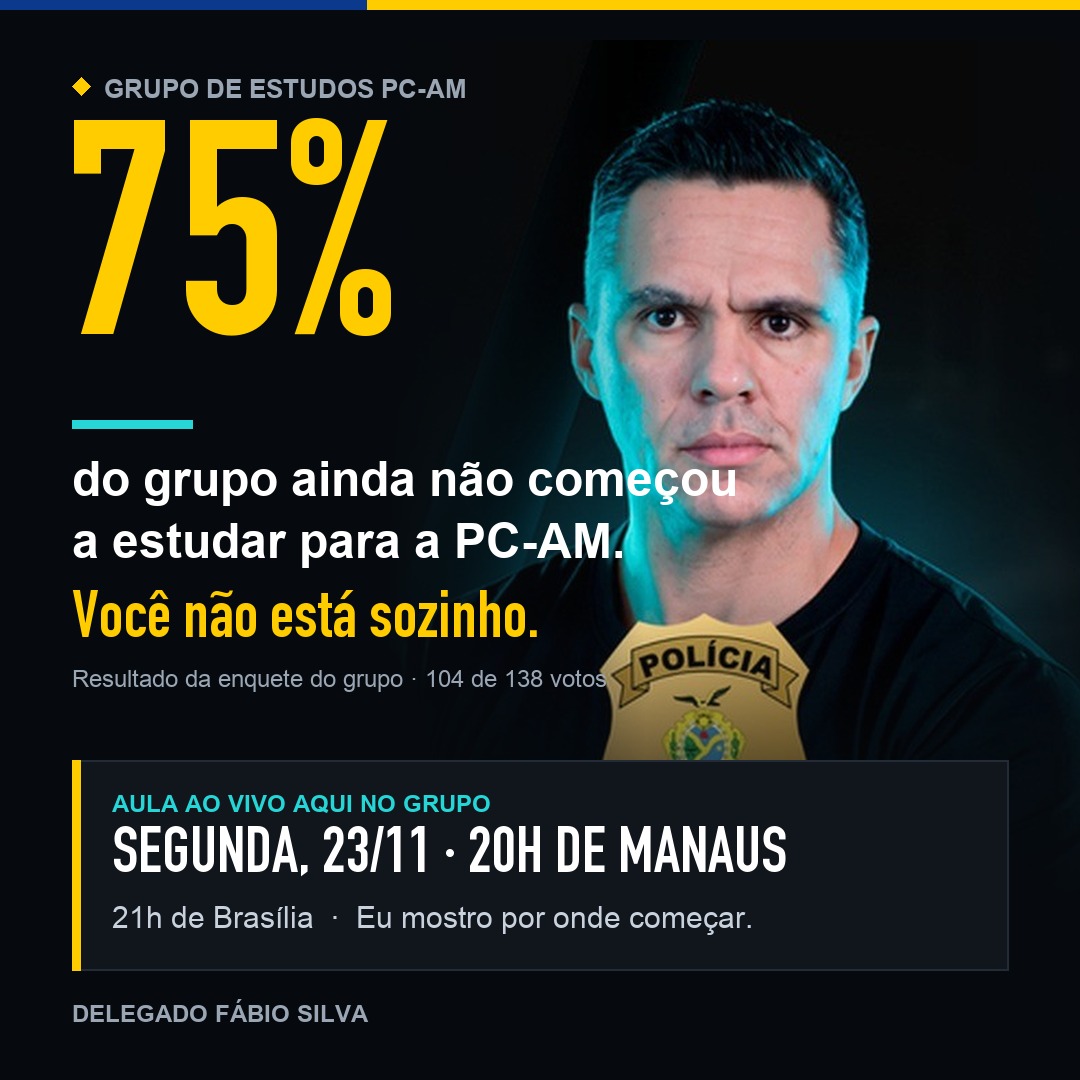 GRUPO DE ESTUDOS PC-AM
75%
do grupo ainda não começou
a estudar para a PC-AM.
Você não está sozinho.
Resultado da enquete do grupo · 104 de 138 votos
POLÍCIA
AULA AO VIVO AQUI NO GRUPO
SEGUNDA, 23/11 · 20H DE MANAUS
21h de Brasília · Eu mostro por onde começar.
DELEGADO FÁBIO SILVA